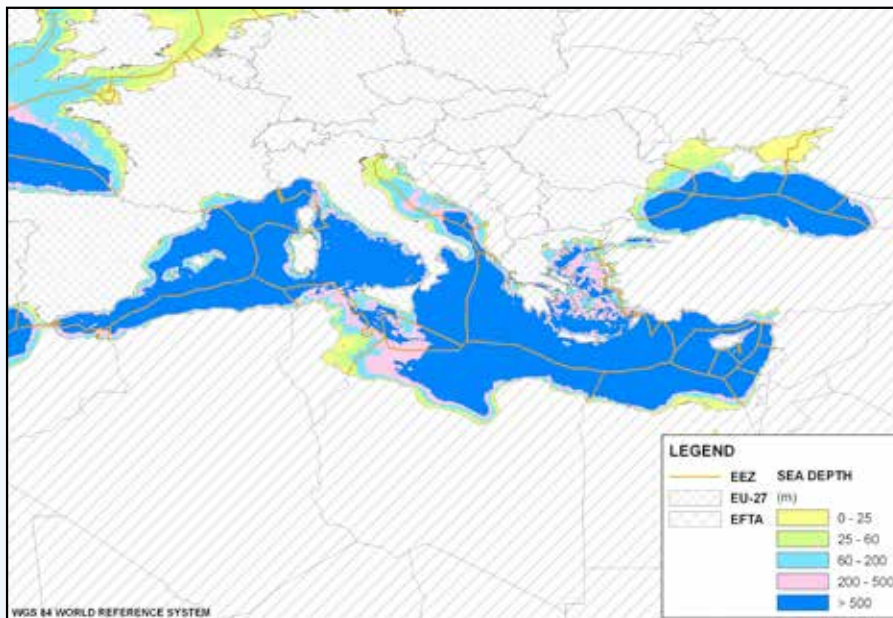 LEGEND
EEZ SEA DEPTH
EU-27 (m)
EFTA 0 - 25
25 - 60
60 - 200
200 - 500
> 500
WGS 84 WORLD REFERENCE SYSTEM